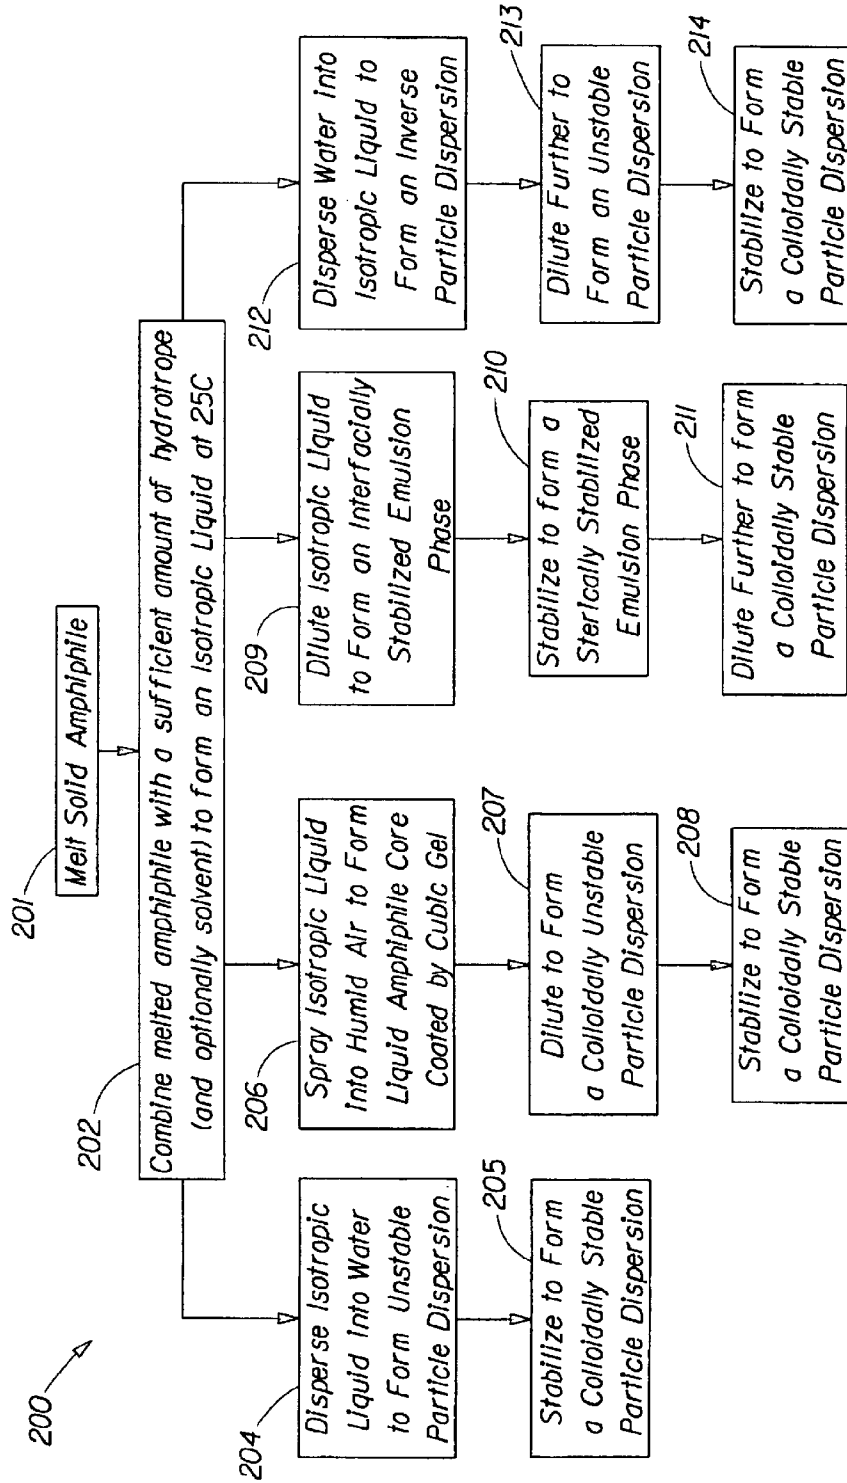 200
201
Melt Solid Amphiphile
202
Combine melted amphiphile with a sufficient amount of hydrotrope
(and optionally solvent) to form an Isotropic Liquid at 25C
204
Disperse Isotropic
Liquid into Water
to Form Unstable
Particle Dispersion
205
Stabilize to Form
a Colloidally Stable
Particle Dispersion
206
Spray Isotropic Liquid
into Humid Air to Form
Liquid Amphiphile Core
Coated by Cubic Gel
207
Dilute to Form
a Colloidally Unstable
Particle Dispersion
208
Stabilize to Form
a Colloidally Stable
Particle Dispersion
209
Dilute Isotropic Liquid
to Form an Interfacially
Stabilized Emulsion
Phase
210
Stabilize to form a
Sterically Stabilized
Emulsion Phase
211
Dilute Further to form
a Colloidally Stable
Particle Dispersion
212
Disperse Water into
Isotropic Liquid to
Form an Inverse
Particle Dispersion
213
Dilute Further to
Form an Unstable
Particle Dispersion
214
Stabilize to Form
a Colloidally Stable
Particle Dispersion